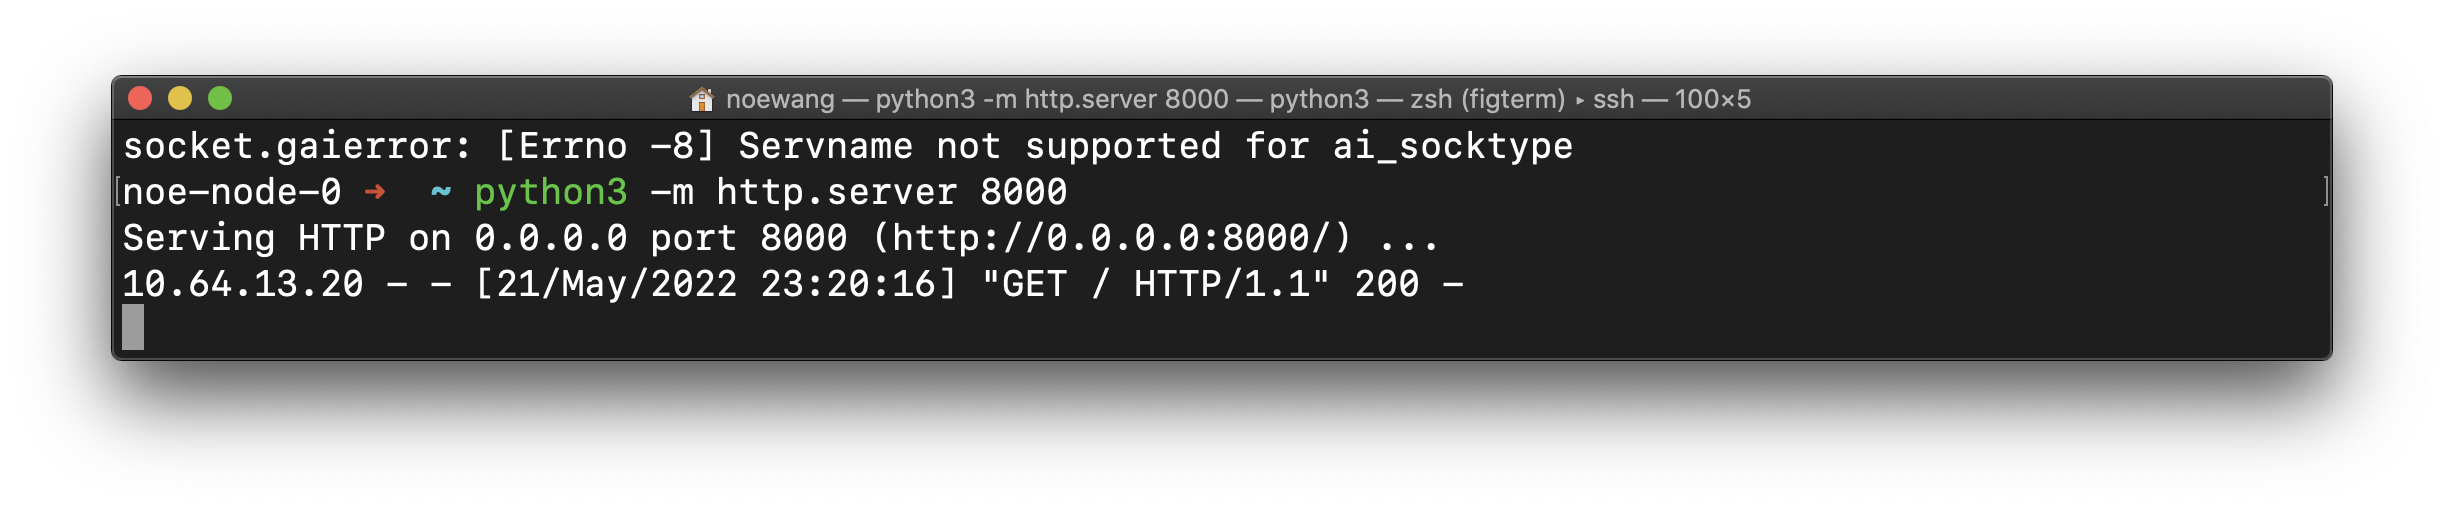 noewang — python3 -m http.server 8000 — python3 — zsh (figterm) ▸ ssh — 100×5
socket.gaierror: [Errno -8] Servname not supported for ai_socktype
[noe-node-0 ➜  ~ python3 -m http.server 8000 ]
Serving HTTP on 0.0.0.0 port 8000 (http://0.0.0.0:8000/) ...
10.64.13.20 - - [21/May/2022 23:20:16] "GET / HTTP/1.1" 200 -